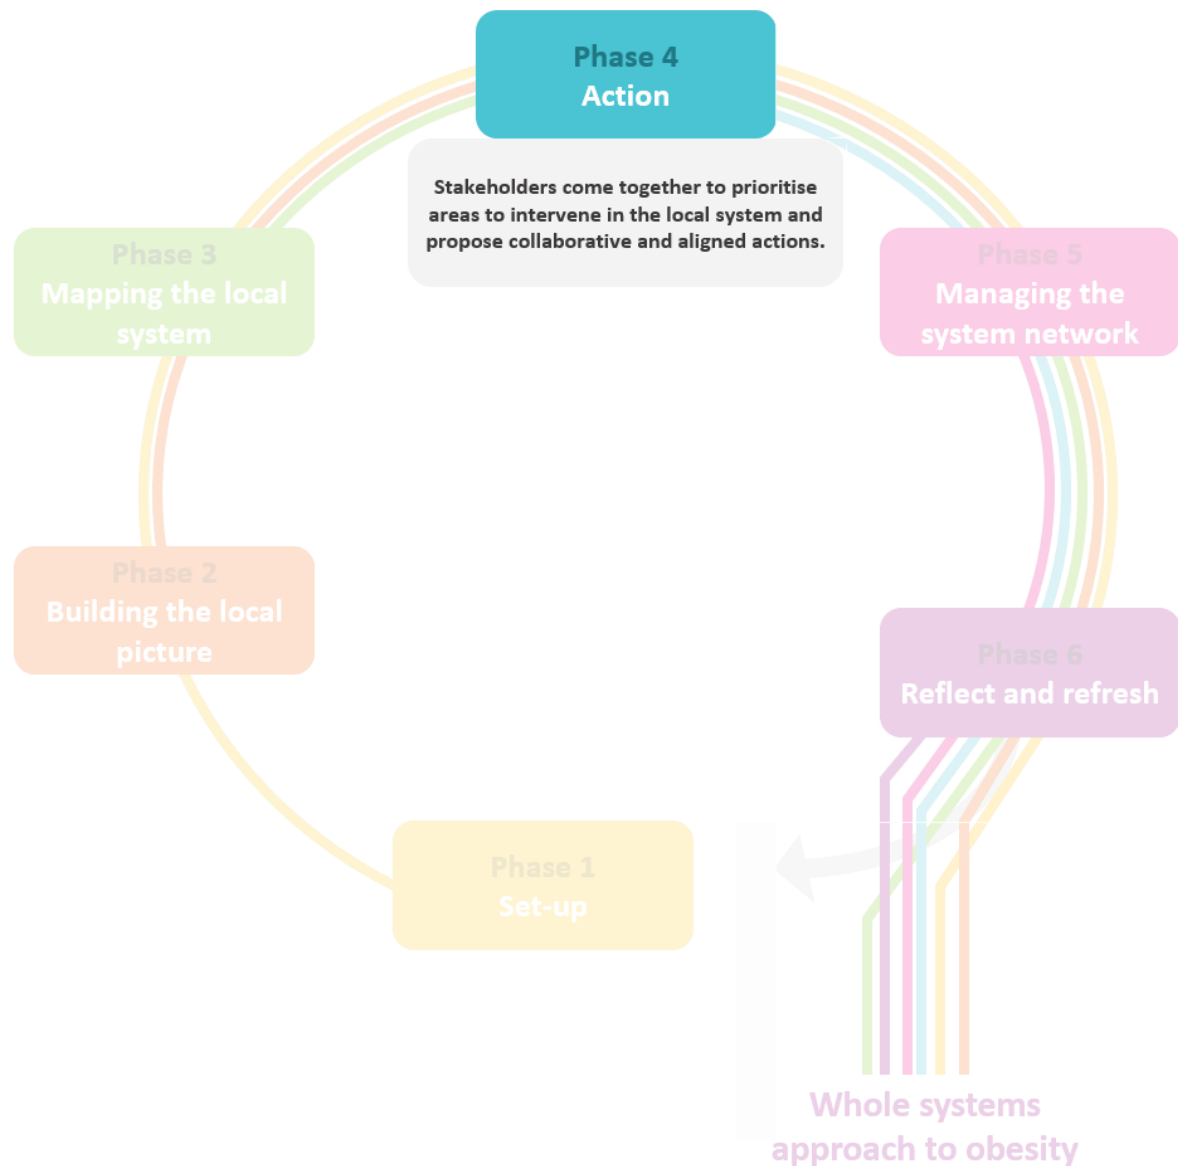 Phase 4
Action
Stakeholders come together to prioritise
areas to intervene in the local system and
propose collaborative and aligned actions.
Phase 3
Mapping the local
system
Phase 5
Managing the
system network
Phase 2
Building the local
picture
Phase 6
Reflect and refresh
Phase 1
Set-up
Whole systems
approach to obesity